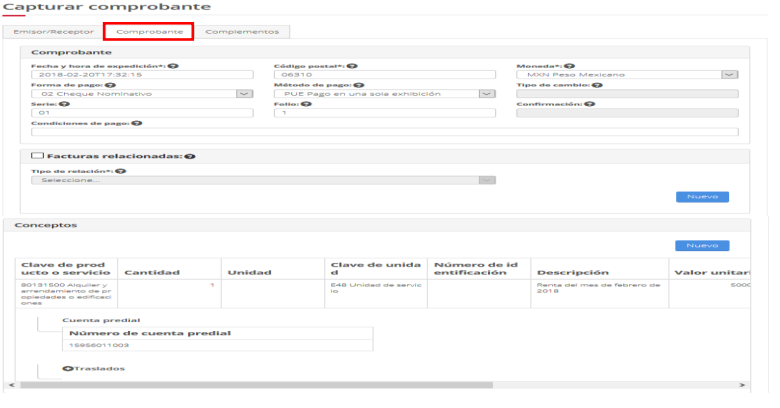 Capturar comprobante
Emisor/Receptor Comprobante Complementos
Comprobante
Fecha y hora de expedición*: Código postal*: Moneda*:
2018-02-20T17:32:15 06310 MXN Peso Mexicano
Forma de pago: Método de pago: Tipo de cambio:
02 Cheque Nominativo PUE Pago en una sola exhibición
Serie: Folio: Confirmación:
01 1
Condiciones de pago:
Facturas relacionadas:
Tipo de relación*:
Seleccione...
Nuevo
Conceptos
Nuevo
Clave de prod Clave de unida Número de id
ucto o servicio Cantidad Unidad d entificación Descripción Valor unitari
80131500 Alquiler y 1 E48 Unidad de servic Renta del mes de febrero de 5000
arrendamiento de pr io 2018
opiedades o edificaci
ones
Cuenta predial
Número de cuenta predial
15956011003
Traslados